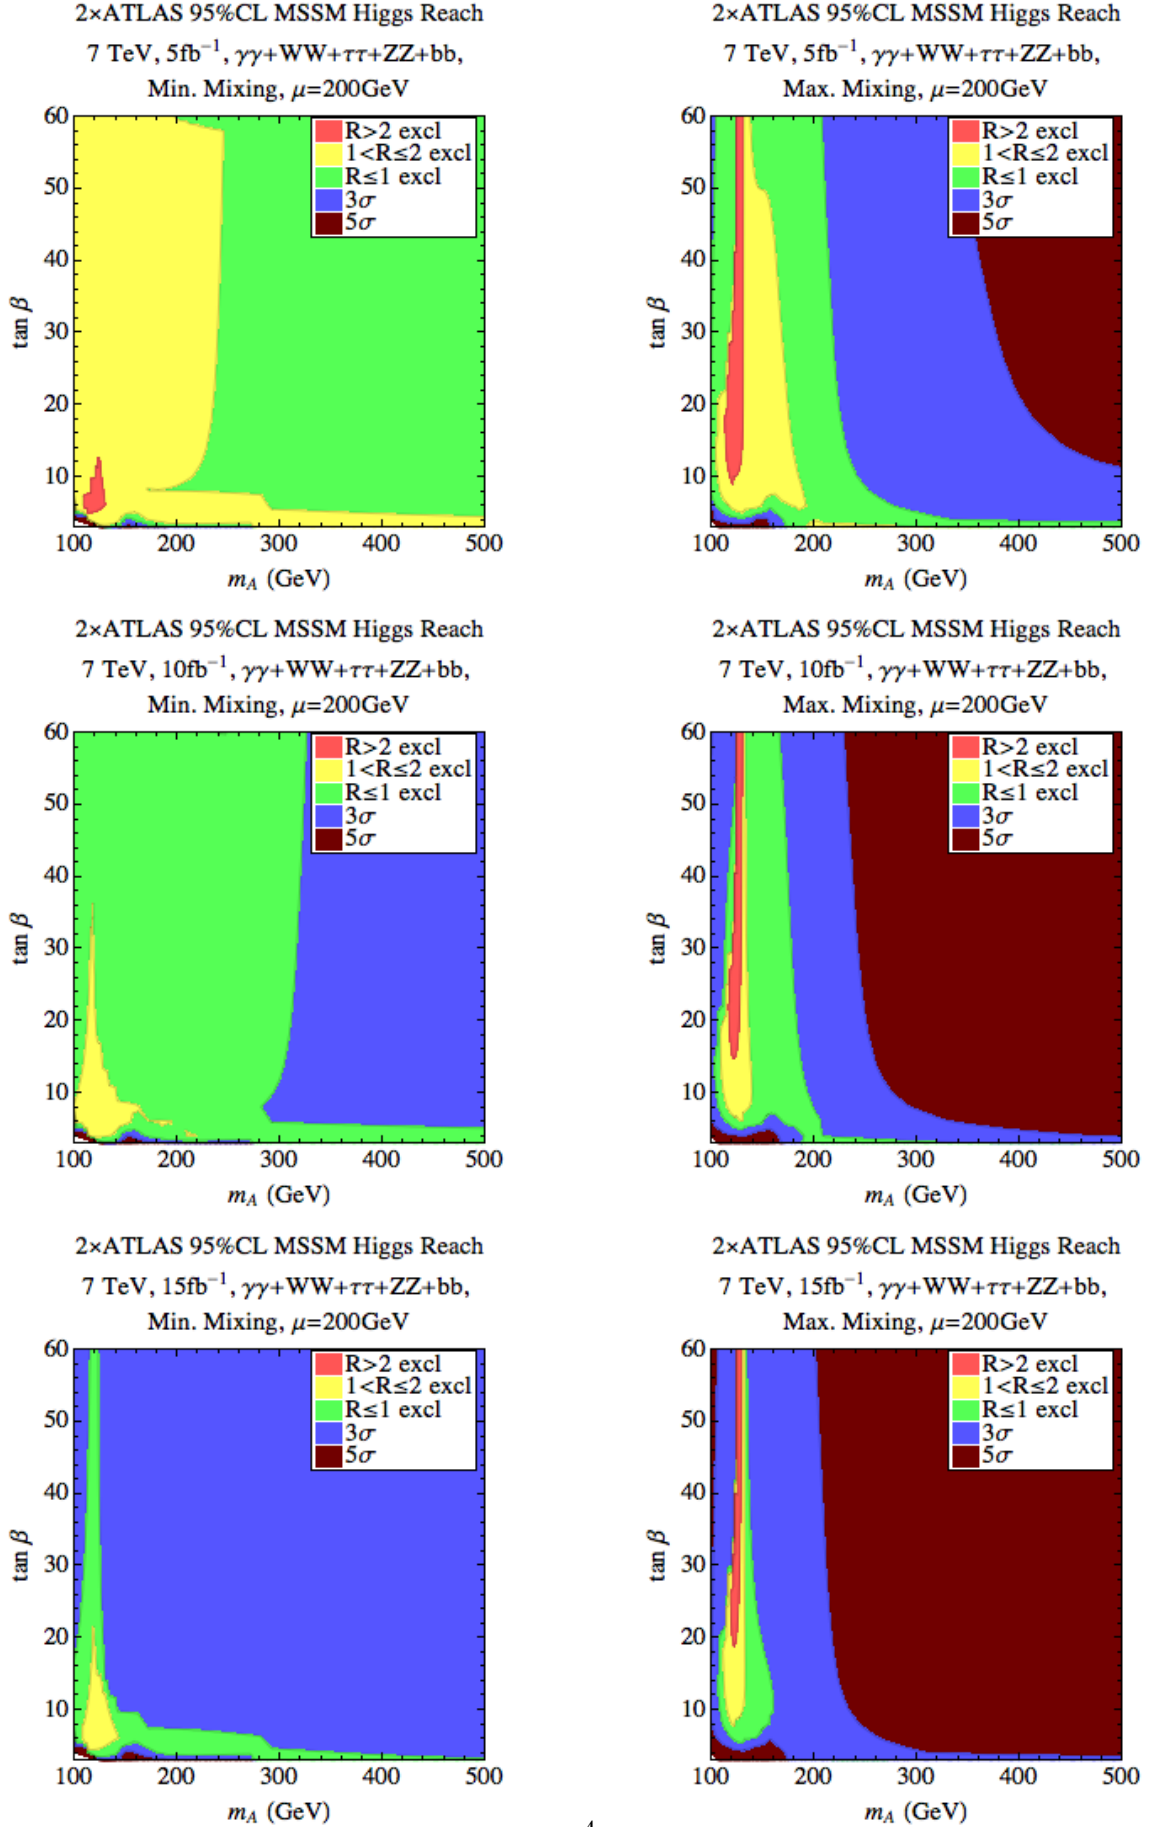 2×ATLAS 95%CL MSSM Higgs Reach
7 TeV, 5fb⁻¹, γγ+WW+ττ+ZZ+bb,
Min. Mixing, μ=200GeV
R>2 excl
1<R≤2 excl
R≤1 excl
3σ
5σ
60
50
40
30
20
10
tan β
100 200 300 400 500
m_A (GeV)
2×ATLAS 95%CL MSSM Higgs Reach
7 TeV, 5fb⁻¹, γγ+WW+ττ+ZZ+bb,
Max. Mixing, μ=200GeV
R>2 excl
1<R≤2 excl
R≤1 excl
3σ
5σ
60
50
40
30
20
10
tan β
100 200 300 400 500
m_A (GeV)
2×ATLAS 95%CL MSSM Higgs Reach
7 TeV, 10fb⁻¹, γγ+WW+ττ+ZZ+bb,
Min. Mixing, μ=200GeV
R>2 excl
1<R≤2 excl
R≤1 excl
3σ
5σ
60
50
40
30
20
10
tan β
100 200 300 400 500
m_A (GeV)
2×ATLAS 95%CL MSSM Higgs Reach
7 TeV, 10fb⁻¹, γγ+WW+ττ+ZZ+bb,
Max. Mixing, μ=200GeV
R>2 excl
1<R≤2 excl
R≤1 excl
3σ
5σ
60
50
40
30
20
10
tan β
100 200 300 400 500
m_A (GeV)
2×ATLAS 95%CL MSSM Higgs Reach
7 TeV, 15fb⁻¹, γγ+WW+ττ+ZZ+bb,
Min. Mixing, μ=200GeV
R>2 excl
1<R≤2 excl
R≤1 excl
3σ
5σ
60
50
40
30
20
10
tan β
100 200 300 400 500
m_A (GeV)
2×ATLAS 95%CL MSSM Higgs Reach
7 TeV, 15fb⁻¹, γγ+WW+ττ+ZZ+bb,
Max. Mixing, μ=200GeV
R>2 excl
1<R≤2 excl
R≤1 excl
3σ
5σ
60
50
40
30
20
10
tan β
100 200 300 400 500
m_A (GeV)